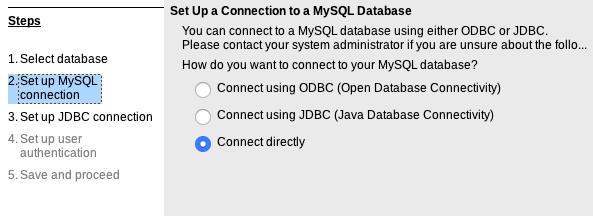 Steps
1. Select database
2. Set up MySQL
connection
3. Set up JDBC connection
4. Set up user
authentication
5. Save and proceed
Set Up a Connection to a MySQL Database
You can connect to a MySQL database using either ODBC or JDBC.
Please contact your system administrator if you are unsure about the follo...
How do you want to connect to your MySQL database?
Connect using ODBC (Open Database Connectivity)
Connect using JDBC (Java Database Connectivity)
Connect directly